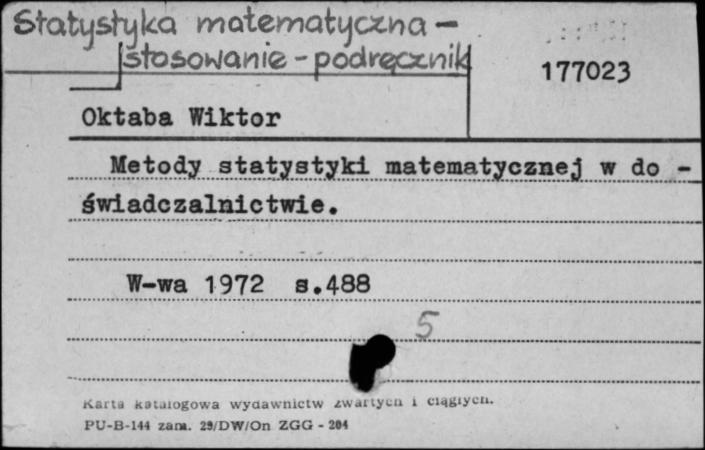 Statystyka matematyczna -
stosowanie - podręcznik
177023
Oktaba Wiktor
Metody statystyki matematycznej w do -
świadczalnictwie.
W-wa 1972 s.488
5
Karta katalogowa wydawnictw zwartych i ciągłych.
PU-B-144 zam. 29/DW/On ZGG - 204